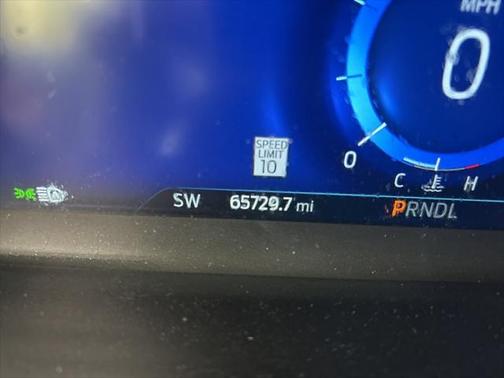 MPH
0
SPEED
LIMIT
10
0
C H
SW 65729.7 mi PRNDL